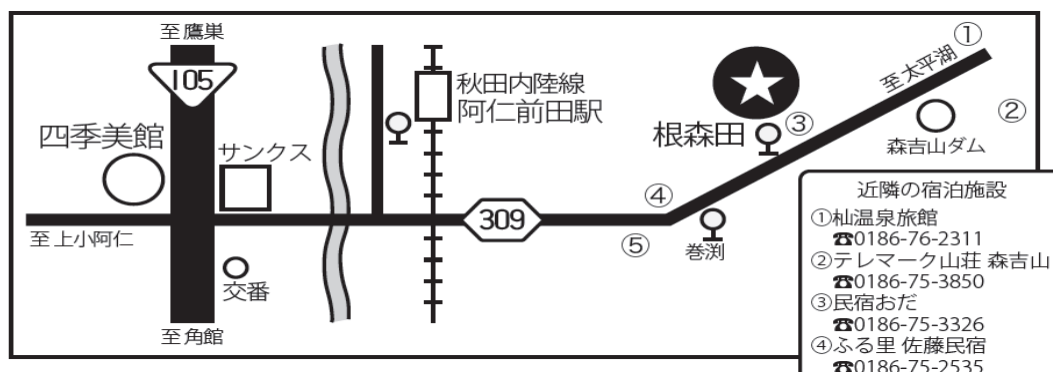 至 鷹巣
105
四季美館
サンクス
秋田内陸線
阿仁前田駅
根森田
至 太平湖
①
②
③
森吉山ダム
④
309
⑤
巻渕
至 上小阿仁
交番
至 角館
近隣の宿泊施設
①杣温泉旅館
☎0186-76-2311
②テレマーク山荘 森吉山
☎0186-75-3850
③民宿おだ
☎0186-75-3326
④ふる里 佐藤民宿
☎0186-75-2535